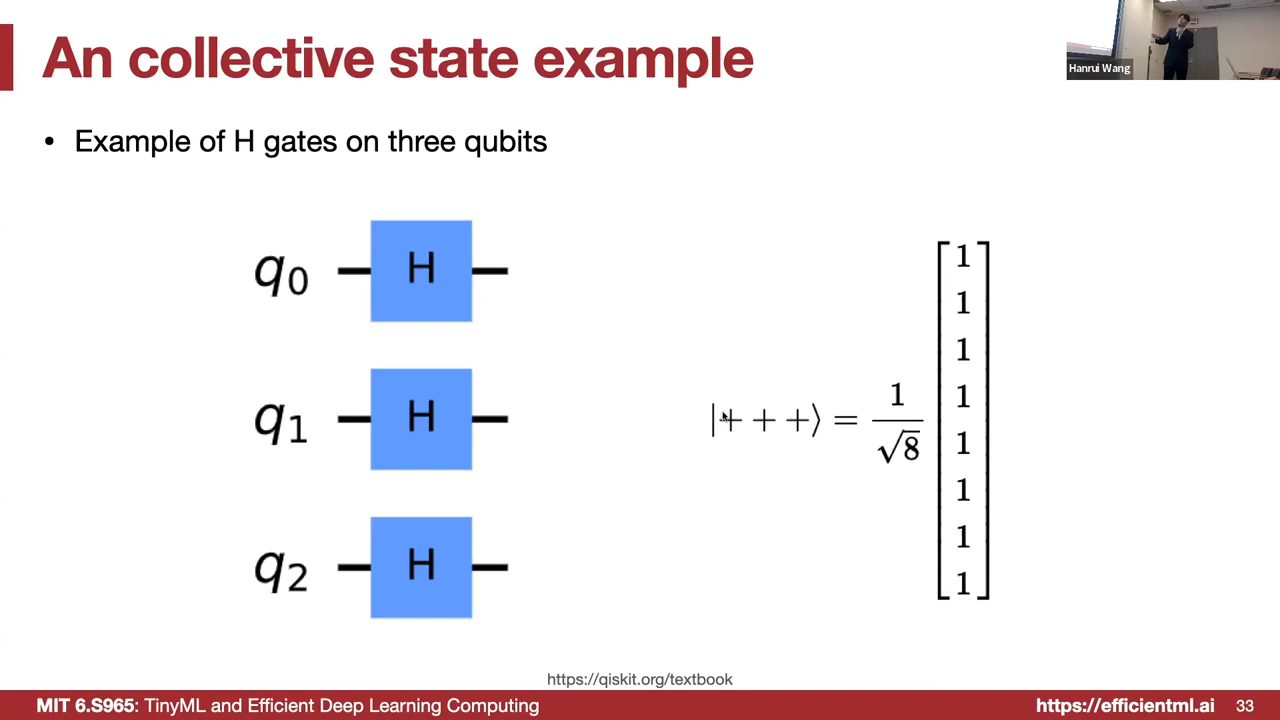 An collective state example
Hanrui Wang
• Example of H gates on three qubits
q0 H
q1 H
q2 H
|+ + +⟩ = 1/√8 [1 1 1 1 1 1 1 1]
https://qiskit.org/textbook
MIT 6.S965: TinyML and Efficient Deep Learning Computing
https://efficientml.ai 33